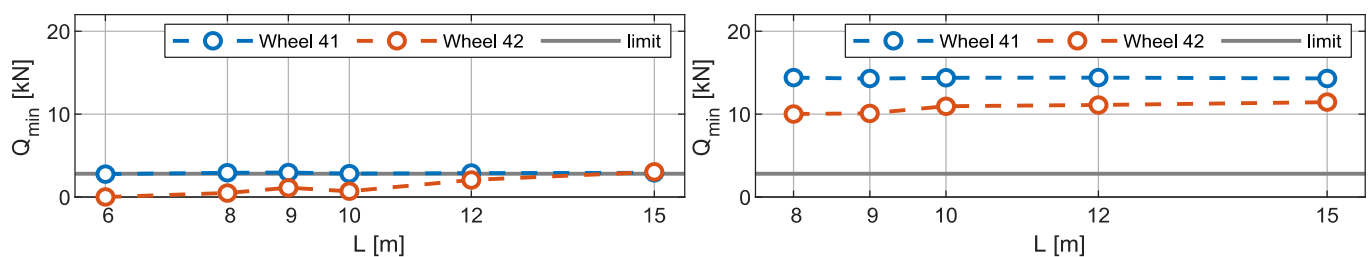 20
10
0
Q_min [kN]
Wheel 41 Wheel 42 limit
6 8 9 10 12 15
L [m]
20
10
0
Q_min [kN]
Wheel 41 Wheel 42 limit
8 9 10 12 15
L [m]